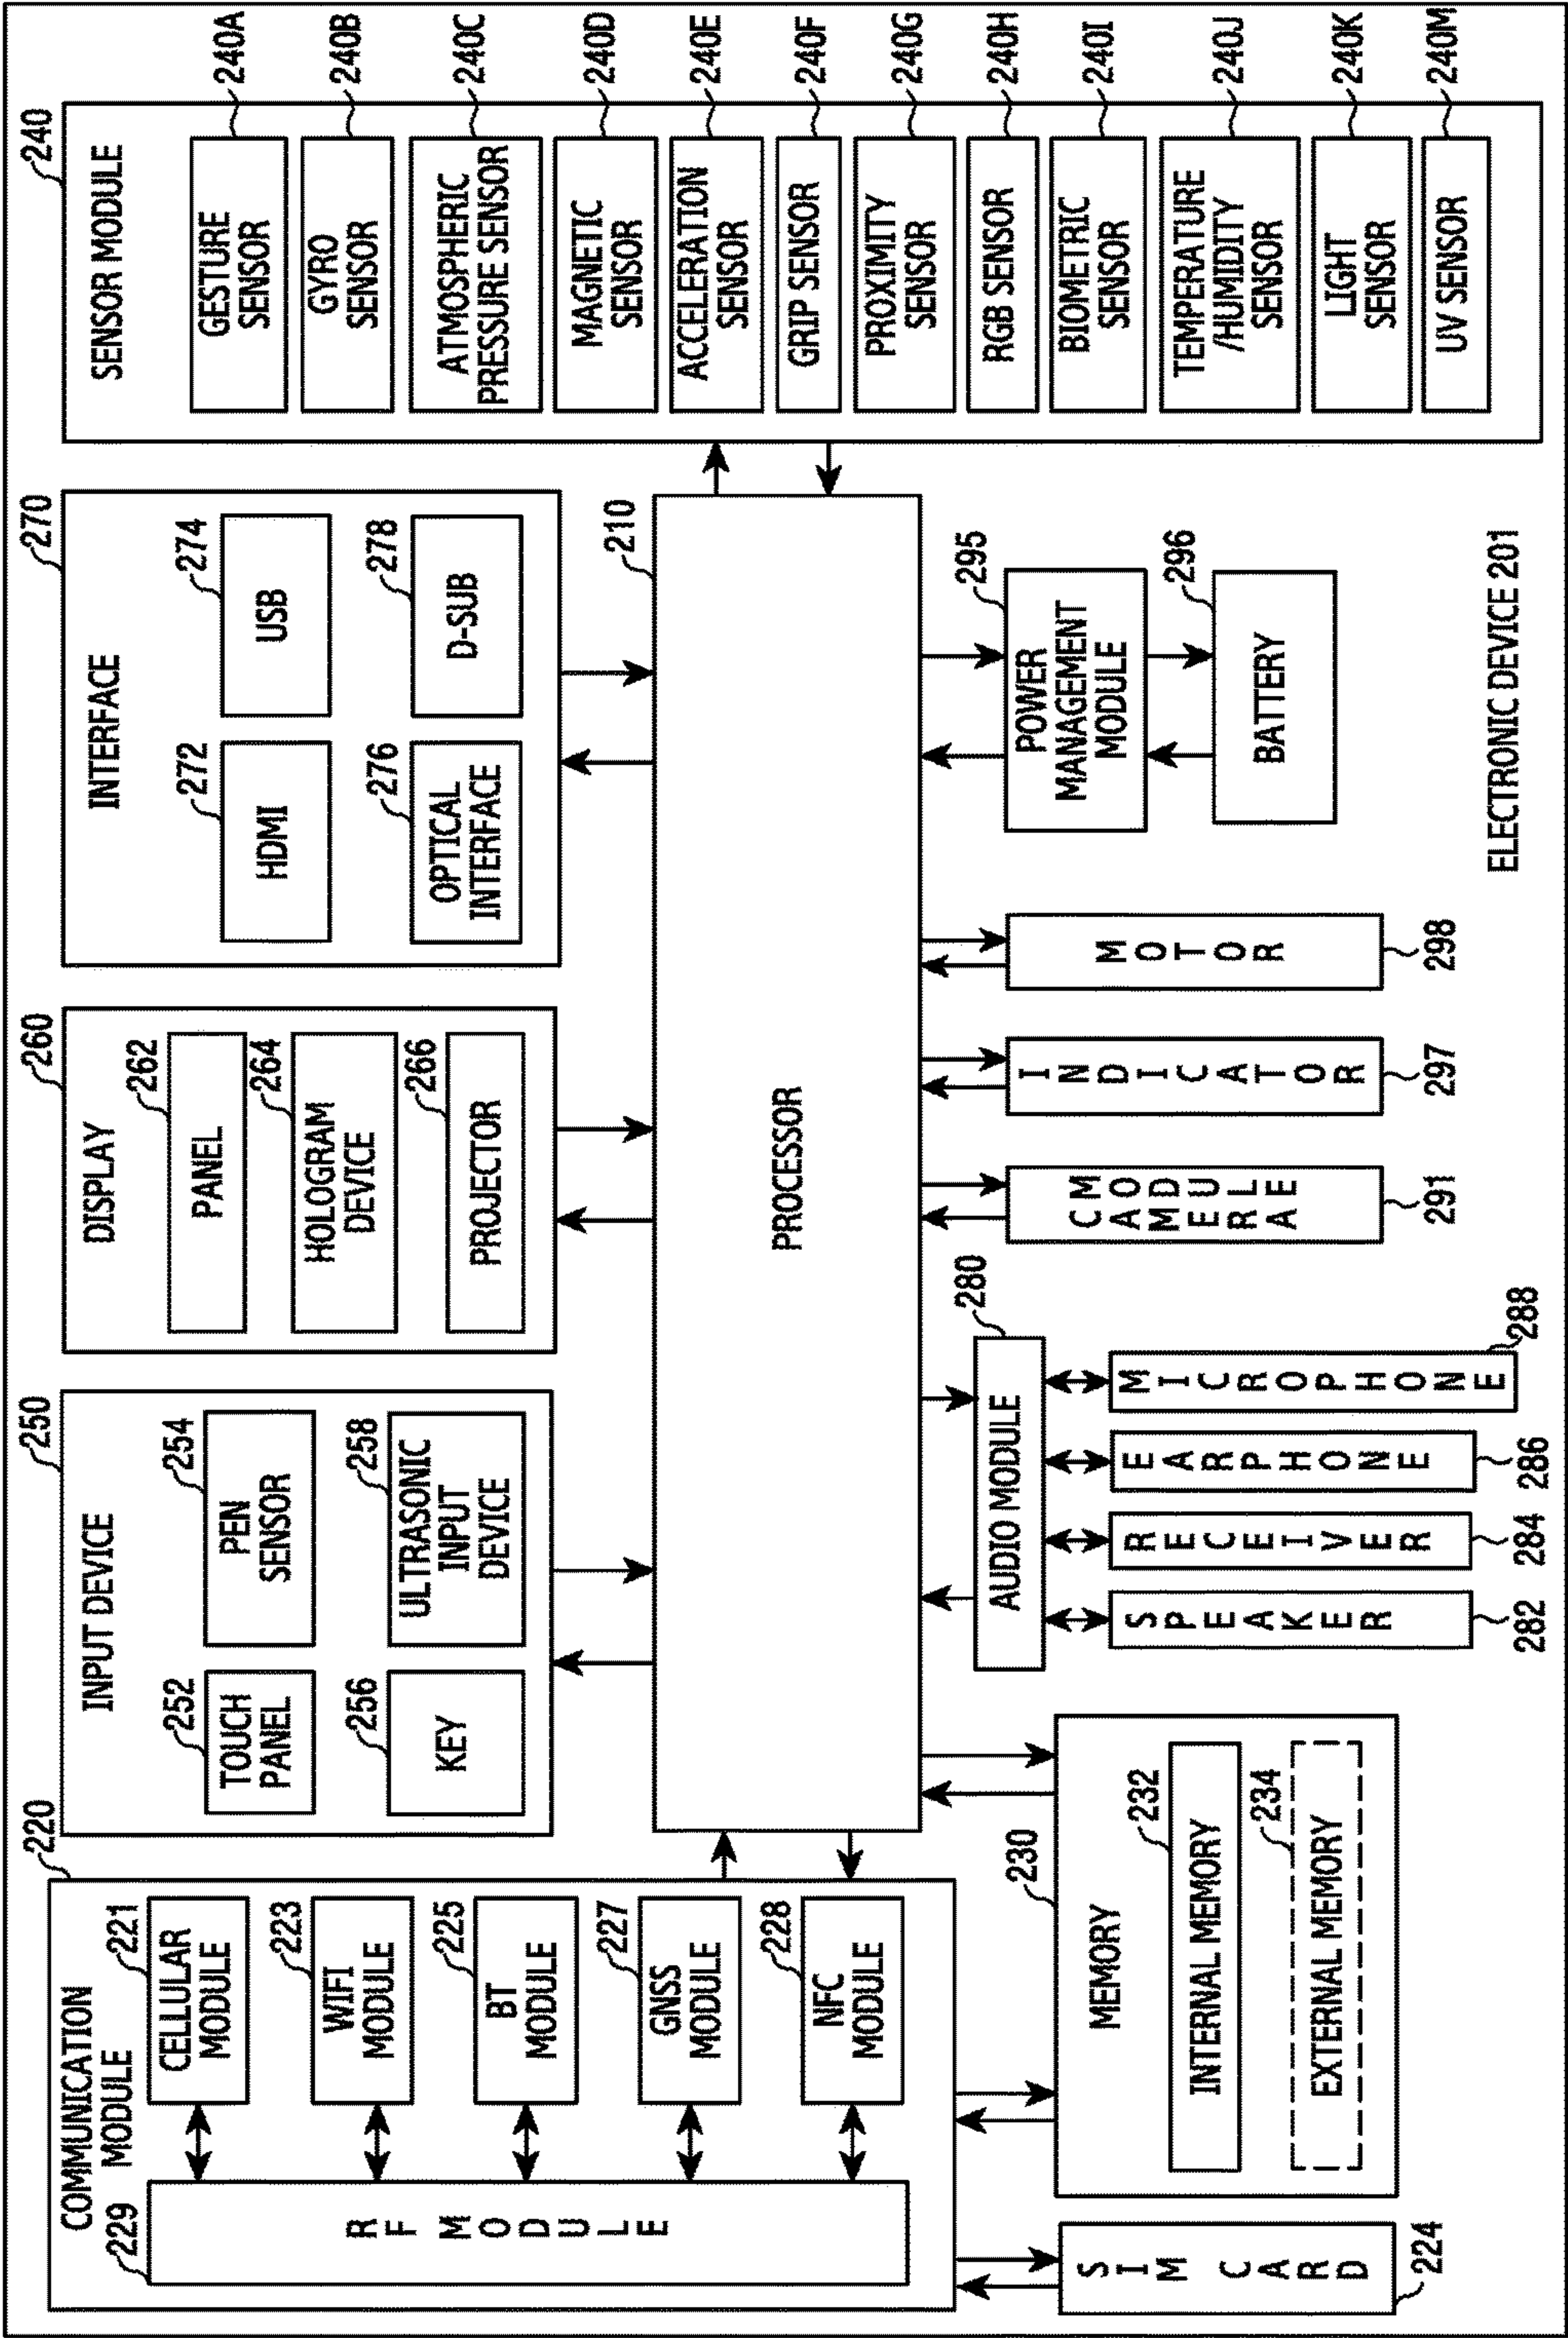 COMMUNICATION
MODULE
220
229
RF MODULE
221
CELLULAR
MODULE
223
WIFI
MODULE
225
BT
MODULE
227
GNSS
MODULE
228
NFC
MODULE
INPUT DEVICE
250
252
TOUCH
PANEL
254
PEN
SENSOR
256
KEY
258
ULTRASONIC
INPUT
DEVICE
DISPLAY
260
262
PANEL
264
HOLOGRAM
DEVICE
266
PROJECTOR
INTERFACE
270
272
HDMI
274
USB
276
OPTICAL
INTERFACE
278
D-SUB
SENSOR MODULE
240
GESTURE
SENSOR
240A
GYRO
SENSOR
240B
ATMOSPHERIC
PRESSURE SENSOR
240C
MAGNETIC
SENSOR
240D
ACCELERATION
SENSOR
240E
GRIP SENSOR
240F
PROXIMITY
SENSOR
240G
RGB SENSOR
240H
BIOMETRIC
SENSOR
240I
TEMPERATURE
/HUMIDITY
SENSOR
240J
LIGHT
SENSOR
240K
UV SENSOR
240M
PROCESSOR
210
SIM CARD
224
MEMORY
230
232
INTERNAL MEMORY
234
EXTERNAL MEMORY
AUDIO MODULE
280
SPEAKER
282
RECEIVER
284
EARPHONE
286
MICROPHONE
288
CAMERA
MODULE
291
INDICATOR
297
MOTOR
298
295
POWER
MANAGEMENT
MODULE
296
BATTERY
ELECTRONIC DEVICE 201